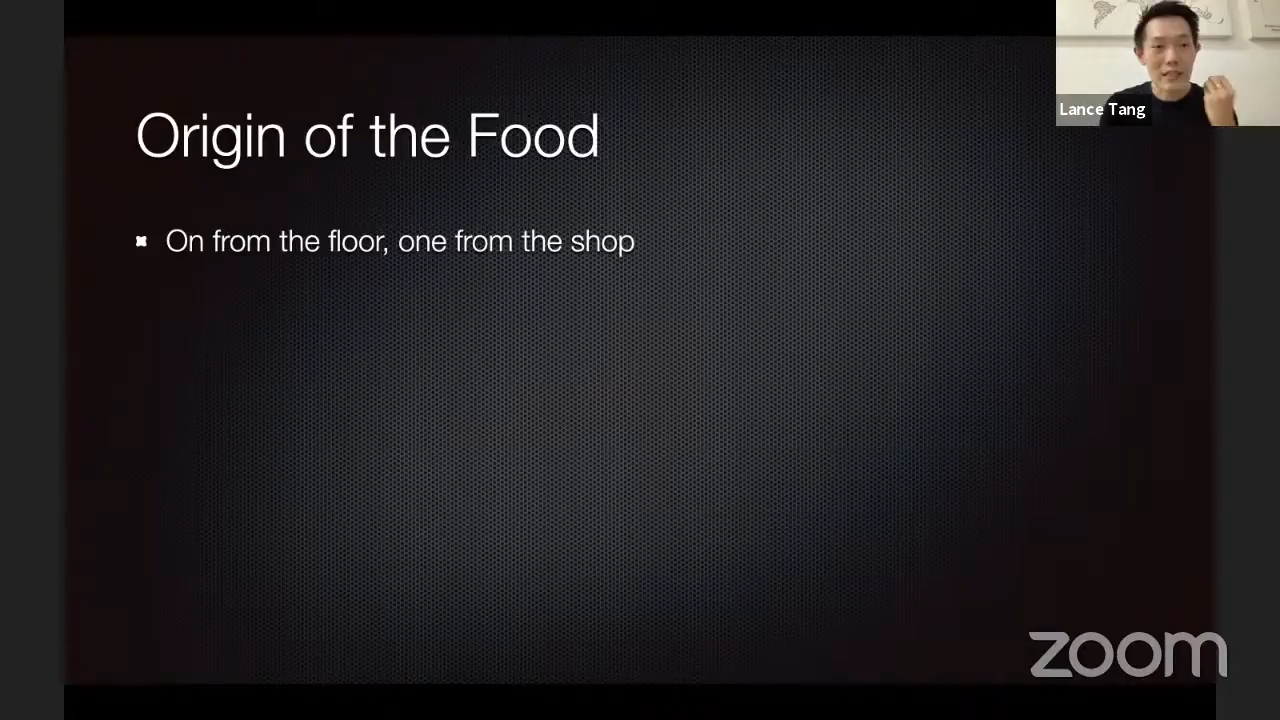 Lance Tang
Origin of the Food
On from the floor, one from the shop
zoom